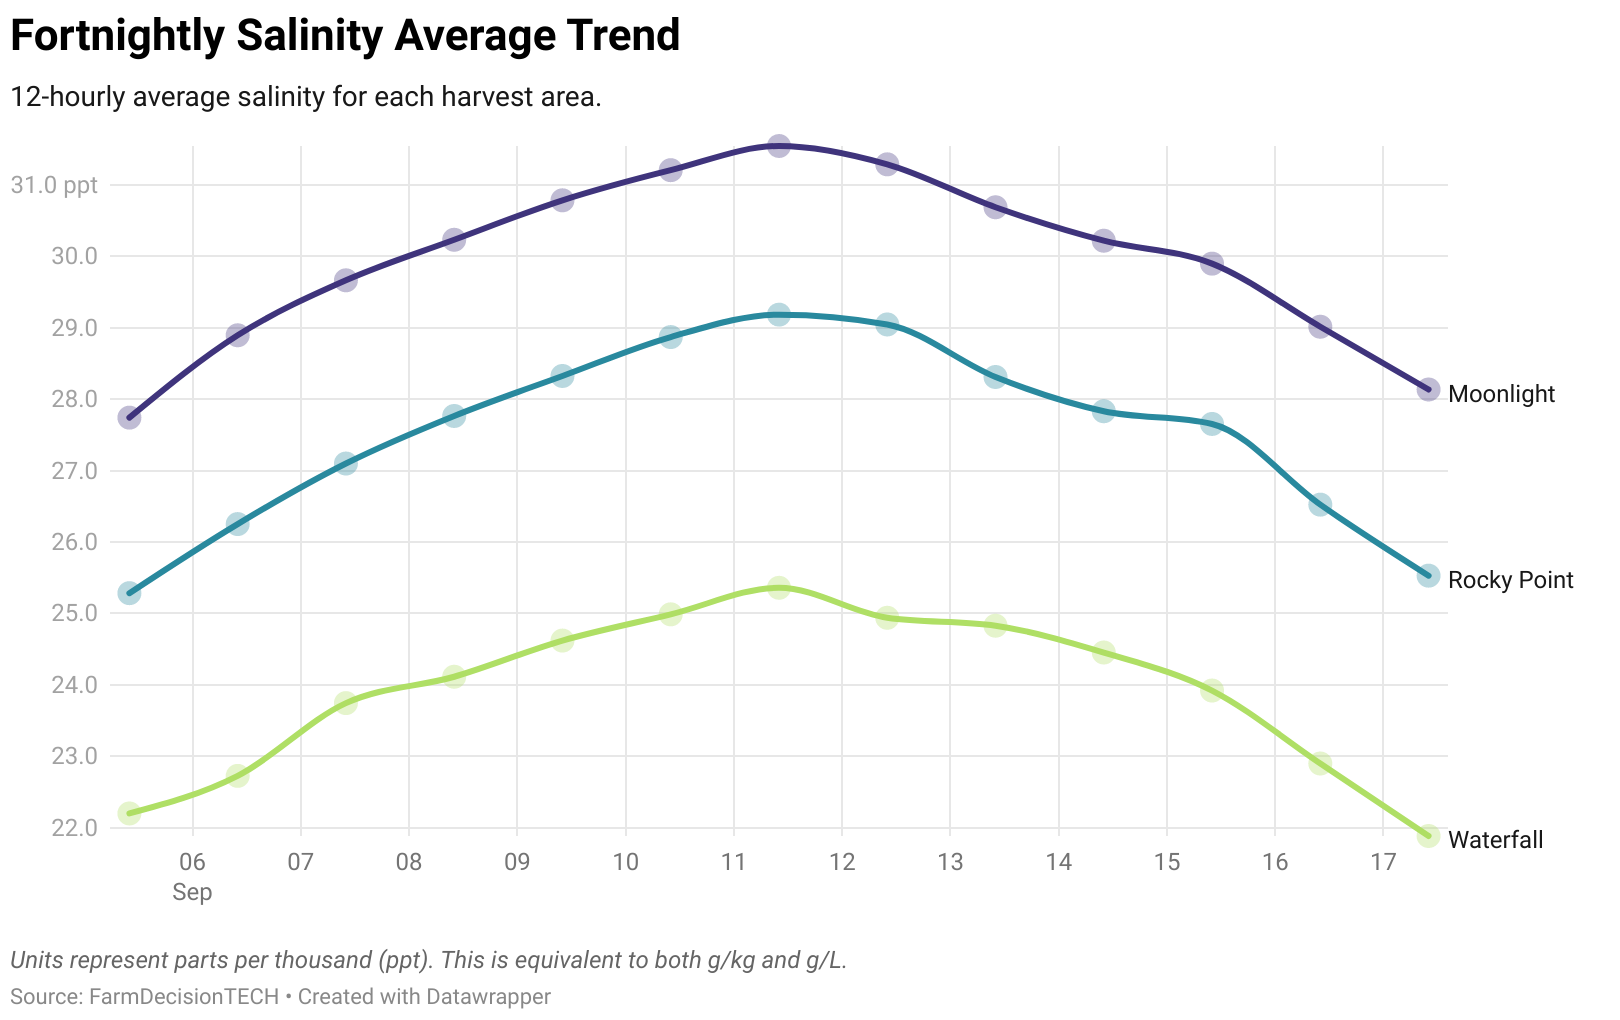 Fortnightly Salinity Average Trend
12-hourly average salinity for each harvest area.
31.0 ppt
30.0
29.0
28.0
27.0
26.0
25.0
24.0
23.0
22.0
Moonlight
Rocky Point
Waterfall
06 07 08 09 10 11 12 13 14 15 16 17
Sep
Units represent parts per thousand (ppt). This is equivalent to both g/kg and g/L.
Source: FarmDecisionTECH • Created with Datawrapper